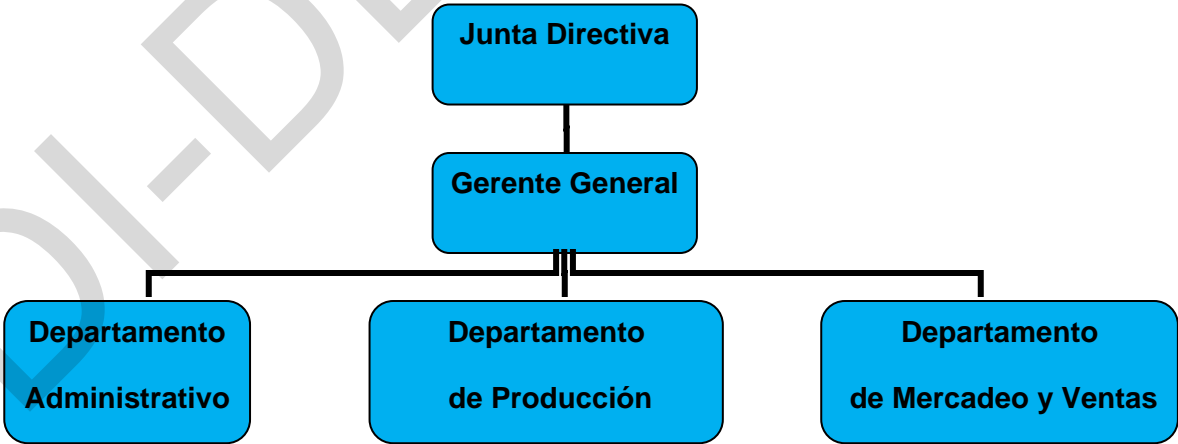 Junta Directiva
Gerente General
Departamento
Administrativo
Departamento
de Producción
Departamento
de Mercadeo y Ventas